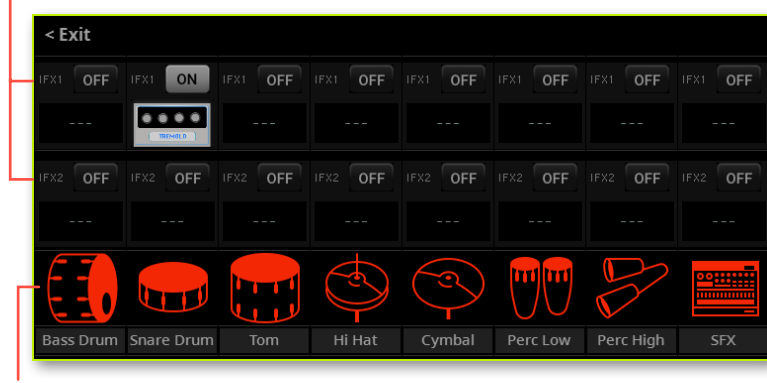 < Exit
IFX1 OFF IFX1 ON IFX1 OFF IFX1 OFF IFX1 OFF IFX1 OFF IFX1 OFF IFX1 OFF
--- TREMOLO --- --- --- --- --- ---
IFX2 OFF IFX2 OFF IFX2 OFF IFX2 OFF IFX2 OFF IFX2 OFF IFX2 OFF IFX2 OFF
--- --- --- --- --- --- --- ---
Bass Drum Snare Drum Tom Hi Hat Cymbal Perc Low Perc High SFX